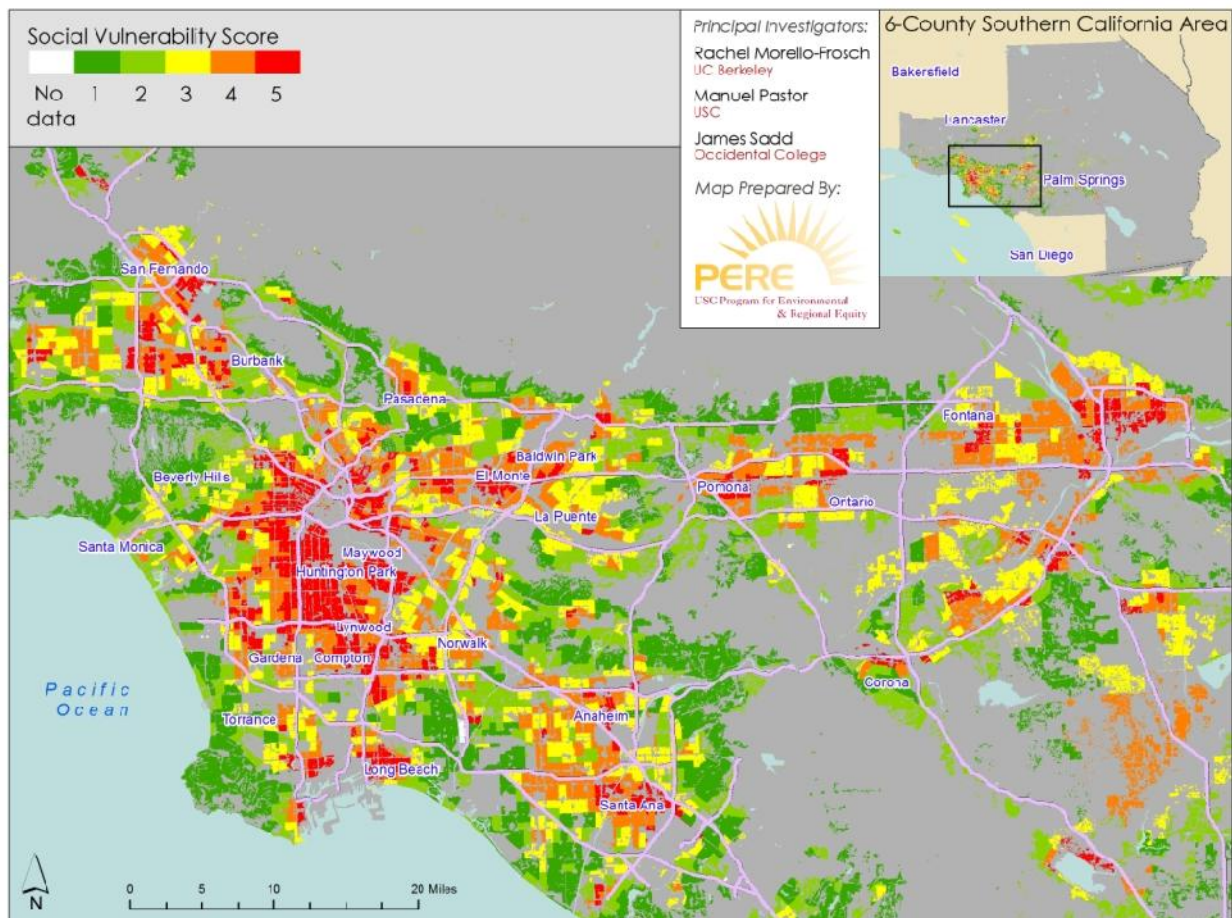 Social Vulnerability Score
No data
1
2
3
4
5
Principal Investigators:
Rachel Morello-Frosch
UC Berkeley
Manuel Pastor
USC
James Sadd
Occidental College
Map Prepared By:
PERE
USC Program for Environmental
& Regional Equity
6-County Southern California Area
Bakersfield
Lancaster
Palm Springs
San Diego
San Fernando
Burbank
Pasacena
Fontana
Baldwin Park
Beverly Hills
El Monte
Pomona
Ontario
La Puente
Santa Monica
Maywood
Huntington Park
Lynwood
Norwalk
Gardena
Compton
Corona
Pacific
Ocean
Torrance
Anaheim
Long Beach
Santa Ana
N
0
5
10
20 Miles